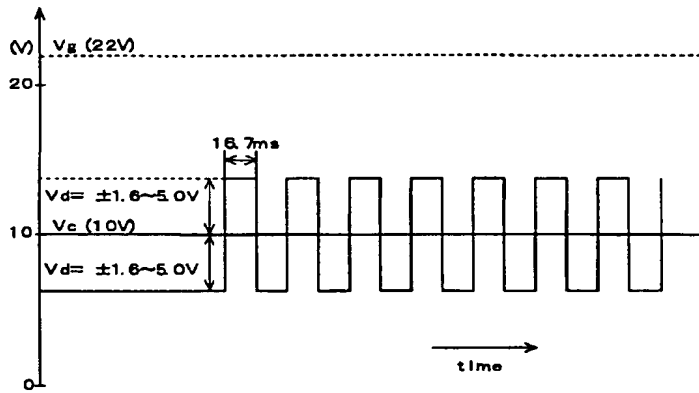 (V)
Vg (22V)
20
16.7ms
Vd= ±1.6~5.0V
Vc (10V)
10
Vd= ±1.6~5.0V
time
0